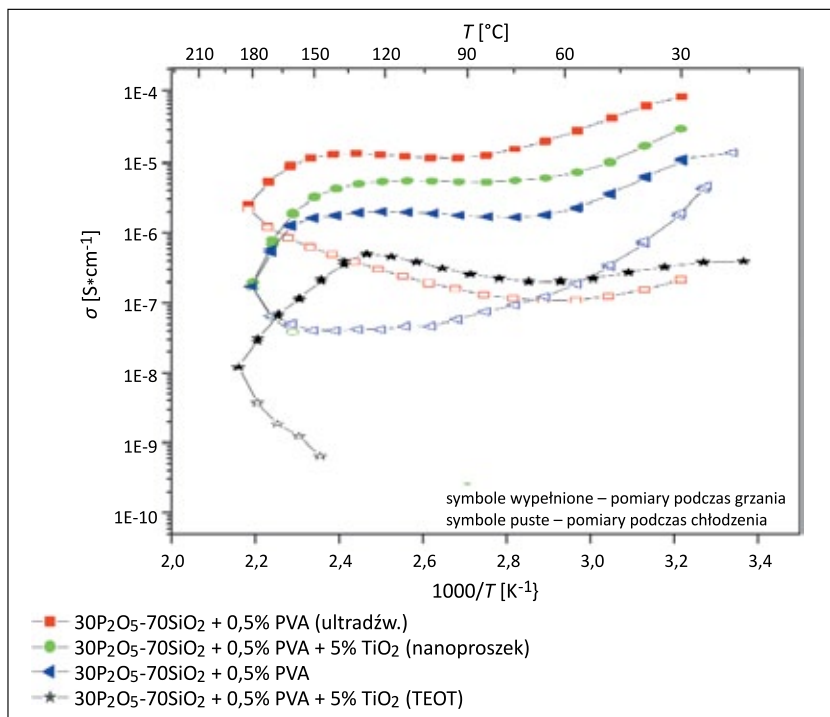 T [°C]
210 180 150 120 90 60 30
1E-4
1E-5
1E-6
1E-7
1E-8
1E-9
1E-10
σ [S*cm-1]
symbole wypełnione – pomiary podczas grzania
symbole puste – pomiary podczas chłodzenia
2,0 2,2 2,4 2,6 2,8 3,0 3,2 3,4
1000/T [K-1}
30P2O5-70SiO2 + 0,5% PVA (ultradźw.)
30P2O5-70SiO2 + 0,5% PVA + 5% TiO2 (nanoproszek)
30P2O5-70SiO2 + 0,5% PVA
30P2O5-70SiO2 + 0,5% PVA + 5% TiO2 (TEOT)